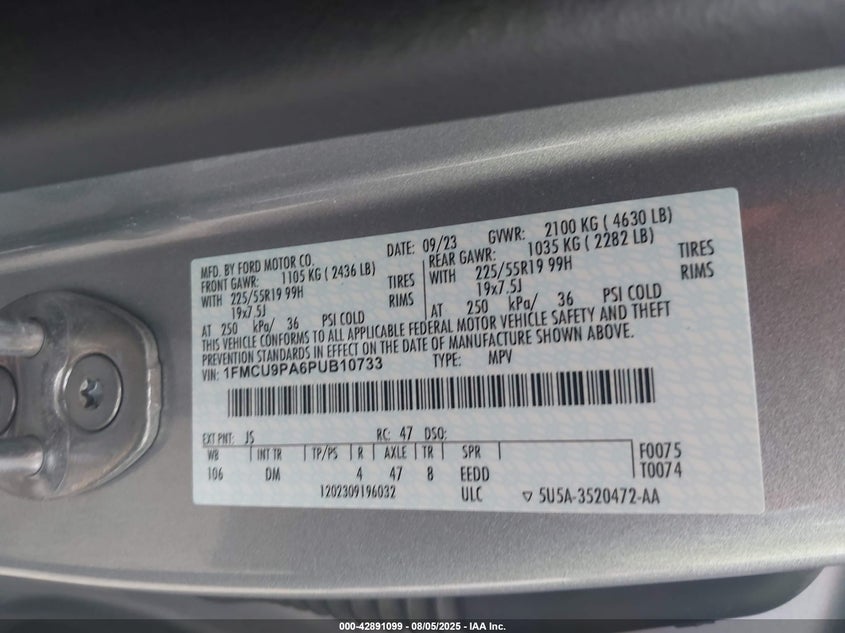 MFD. BY FORD MOTOR CO. DATE: 09/23 GVWR: 2100 KG ( 4630 LB)
FRONT GAWR: 1105 KG ( 2436 LB) REAR GAWR: 1035 KG ( 2282 LB)
WITH 225/55R19 99H TIRES WITH 225/55R19 99H TIRES
19x7.5J RIMS 19x7.5J RIMS
AT 250 kPa/ 36 PSI COLD AT 250 kPa/ 36 PSI COLD
THIS VEHICLE CONFORMS TO ALL APPLICABLE FEDERAL MOTOR VEHICLE SAFETY AND THEFT
PREVENTION STANDARDS IN EFFECT ON THE DATE OF MANUFACTURE SHOWN ABOVE.
VIN: 1FMCU9PA6PUB10733 TYPE: MPV
EXT PNT: JS RC: 47 DSO:
WB INT TR TP/PS R AXLE TR SPR F0075
106 DM 4 47 8 EEDD T0074
1202309196032 ULC ▽ 5U5A-3520472-AA
000-42891099 - 08/05/2025 - IAA Inc.